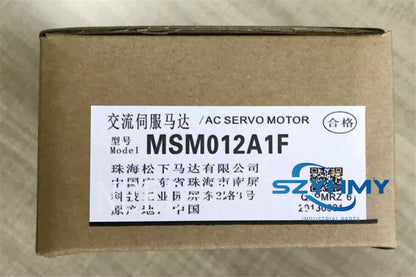 交流伺服马达 /AC SERVO MOTOR 合格
型号
Model MSM012A1F
珠海松下马达有限公司
中国广东省珠海市南屏
科技工业园屏东2路3号
原产地: 中国
SZYHMY
INDUSTRIAL PARTS